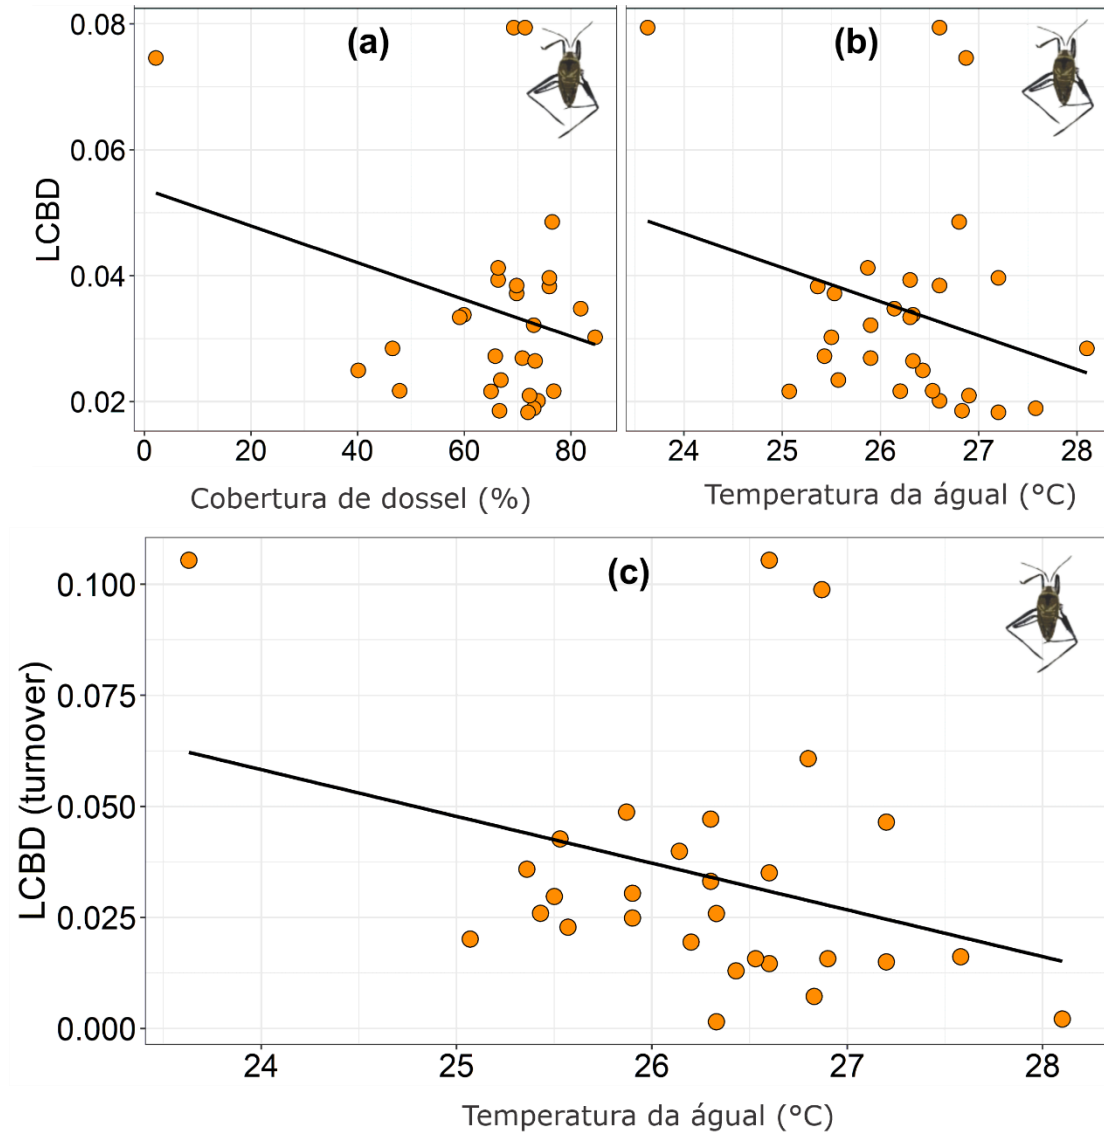 (a)
(b)
LCBD
0.08
0.06
0.04
0.02
0 20 40 60 80
24 25 26 27 28
Cobertura de dossel (%)
Temperatura da águal (°C)
(c)
LCBD (turnover)
0.100
0.075
0.050
0.025
0.000
24 25 26 27 28
Temperatura da águal (°C)